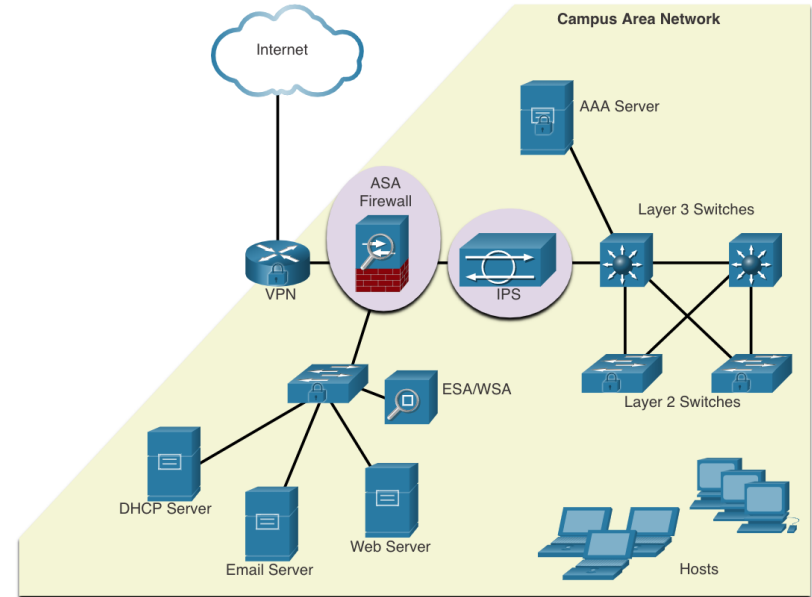 Campus Area Network
Internet
AAA Server
ASA
Firewall
Layer 3 Switches
VPN
IPS
ESA/WSA
Layer 2 Switches
DHCP Server
Web Server
Email Server
Hosts